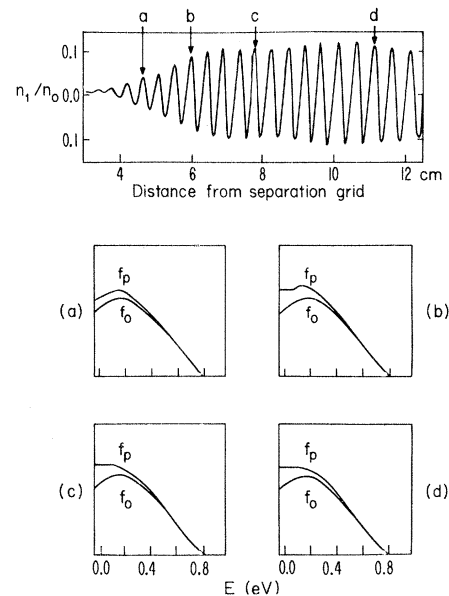 a b c d
0.1
n₁/n₀ 0.0
0.1
4 6 8 10 12 cm
Distance from separation grid
fp fp
(a) fo fo (b)
fp fp
(c) fo fo (d)
0.0 0.4 0.8 0.0 0.4 0.8
E (eV)